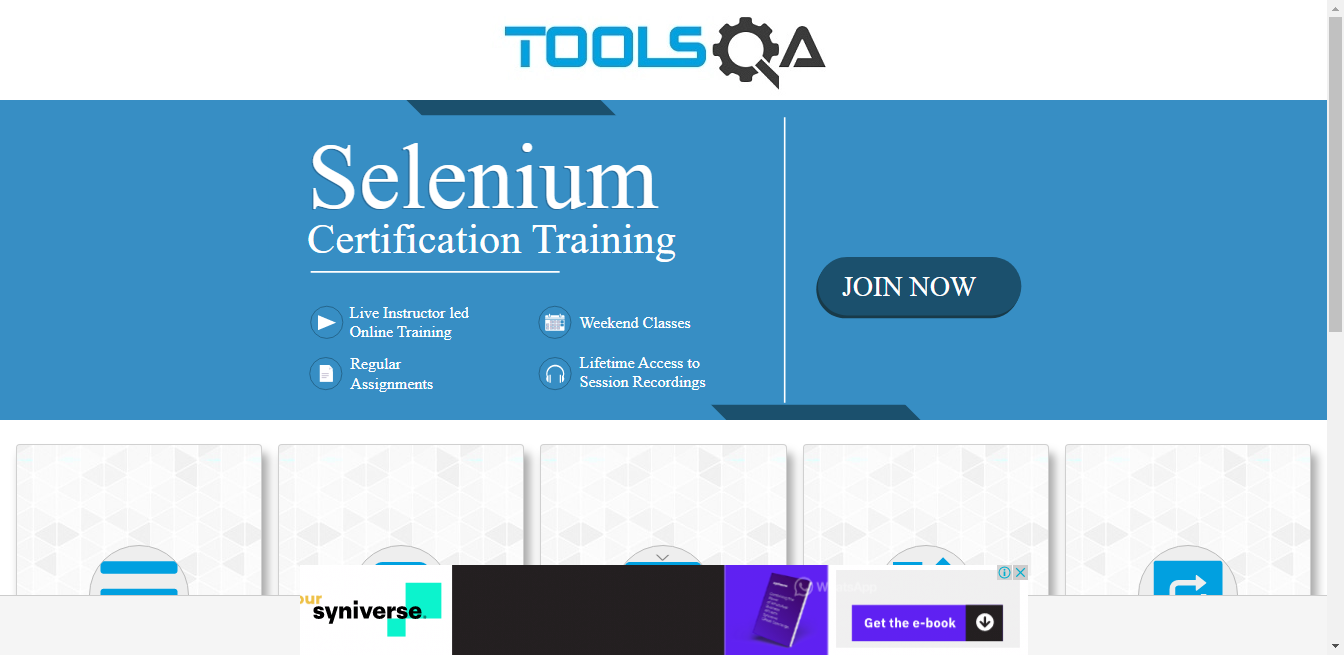 TOOLSQA
Selenium
Certification Training
JOIN NOW
Live Instructor led
Online Training
Weekend Classes
Regular
Assignments
Lifetime Access to
Session Recordings
our
syniverse.
Get the e-book